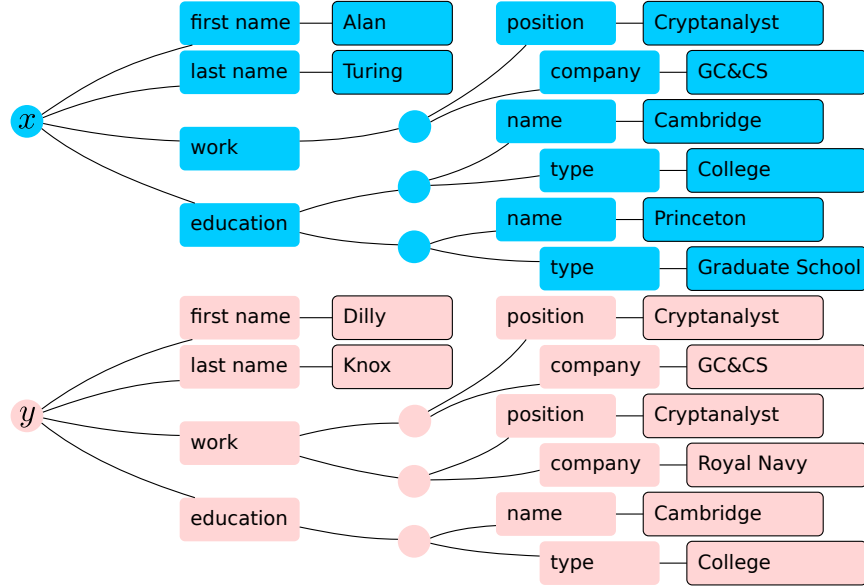 first name Alan position Cryptanalyst
last name Turing company GC&CS
x
name Cambridge
work
type College
education
name Princeton
type Graduate School
first name Dilly position Cryptanalyst
last name Knox company GC&CS
y
position Cryptanalyst
work
company Royal Navy
education
name Cambridge
type College